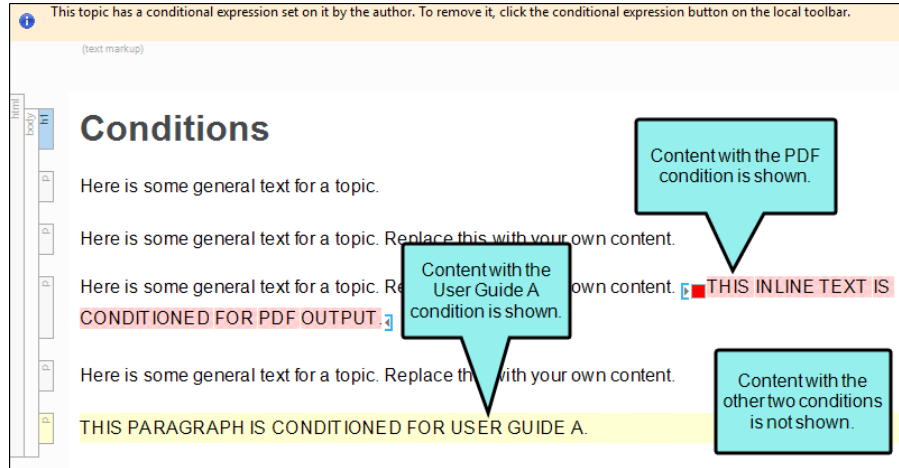 This topic has a conditional expression set on it by the author. To remove it, click the conditional expression button on the local toolbar.
(text markup)
html
body
h1
Conditions
Content with the PDF
condition is shown.
p
Here is some general text for a topic.
p
Here is some general text for a topic. Replace this with your own content.
Content with the
User Guide A
condition is shown.
p
Here is some general text for a topic. Re own content. THIS INLINE TEXT IS
CONDITIONED FOR PDF OUTPUT.
p
Here is some general text for a topic. Replace th with your own content.
Content with the
other two conditions
is not shown.
p
THIS PARAGRAPH IS CONDITIONED FOR USER GUIDE A.